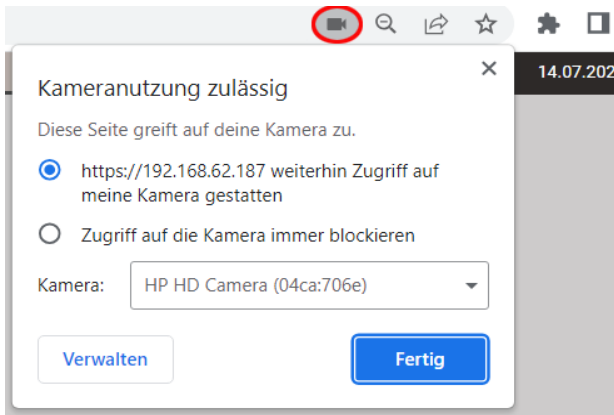 Kameranutzung zulässig
14.07.202
Diese Seite greift auf deine Kamera zu.
https://192.168.62.187 weiterhin Zugriff auf
meine Kamera gestatten
Zugriff auf die Kamera immer blockieren
Kamera: HP HD Camera (04ca:706e)
Verwalten Fertig